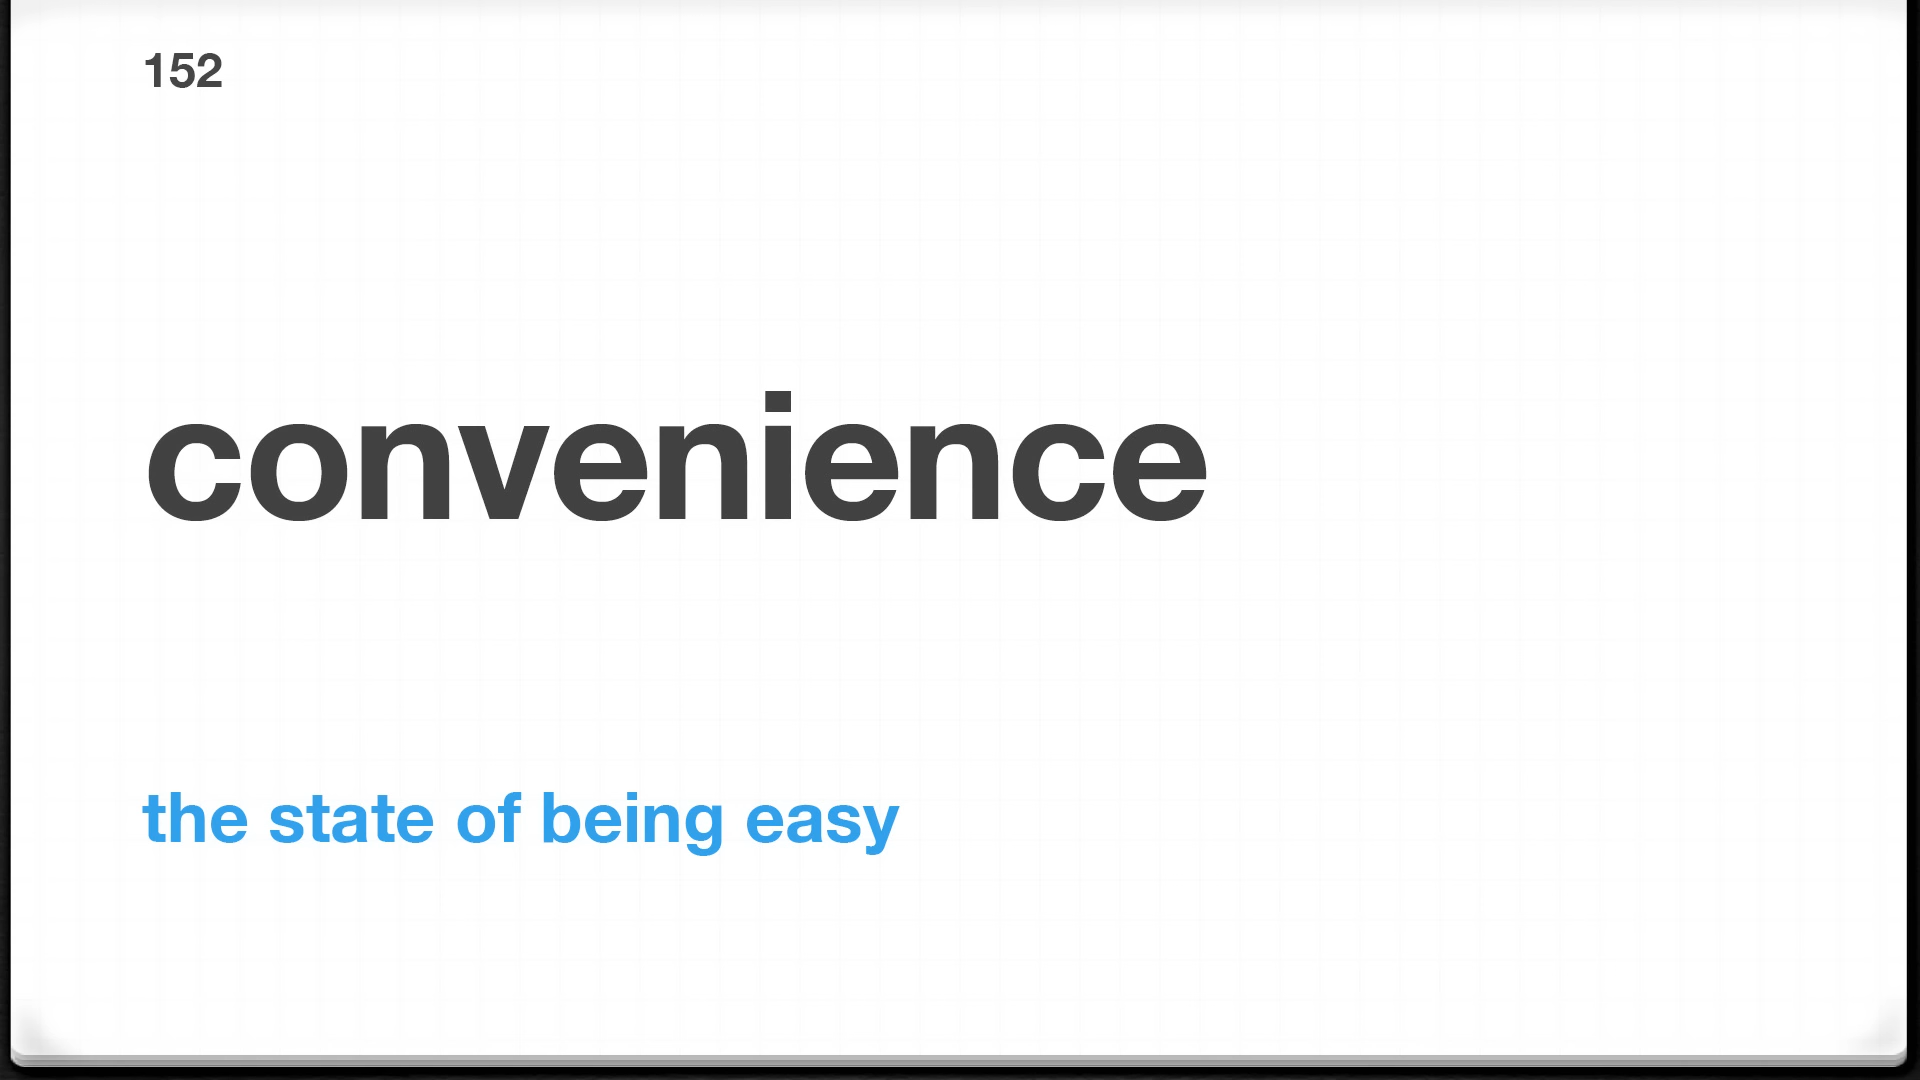 152
convenience
the state of being easy